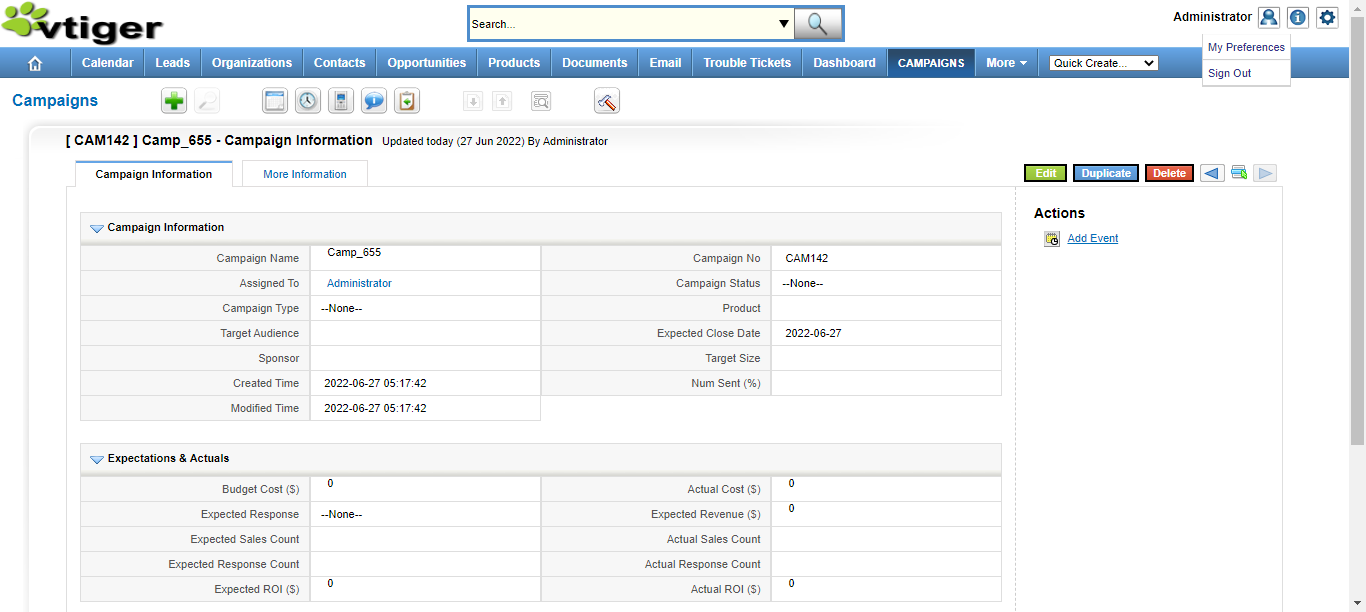 vtiger
Search...
Administrator
My Preferences
Sign Out
Calendar Leads Organizations Contacts Opportunities Products Documents Email Trouble Tickets Dashboard CAMPAIGNS More Quick Create...
Campaigns
[ CAM142 ] Camp_655 - Campaign Information Updated today (27 Jun 2022) By Administrator
Campaign Information More Information Edit Duplicate Delete
Campaign Information
Campaign Name Camp_655 Campaign No CAM142
Assigned To Administrator Campaign Status --None--
Campaign Type --None-- Product
Target Audience Expected Close Date 2022-06-27
Sponsor Target Size
Created Time 2022-06-27 05:17:42 Num Sent (%)
Modified Time 2022-06-27 05:17:42
Expectations & Actuals
Budget Cost ($) 0 Actual Cost ($) 0
Expected Response --None-- Expected Revenue ($) 0
Expected Sales Count Actual Sales Count
Expected Response Count Actual Response Count
Expected ROI ($) 0 Actual ROI ($) 0
Actions
Add Event